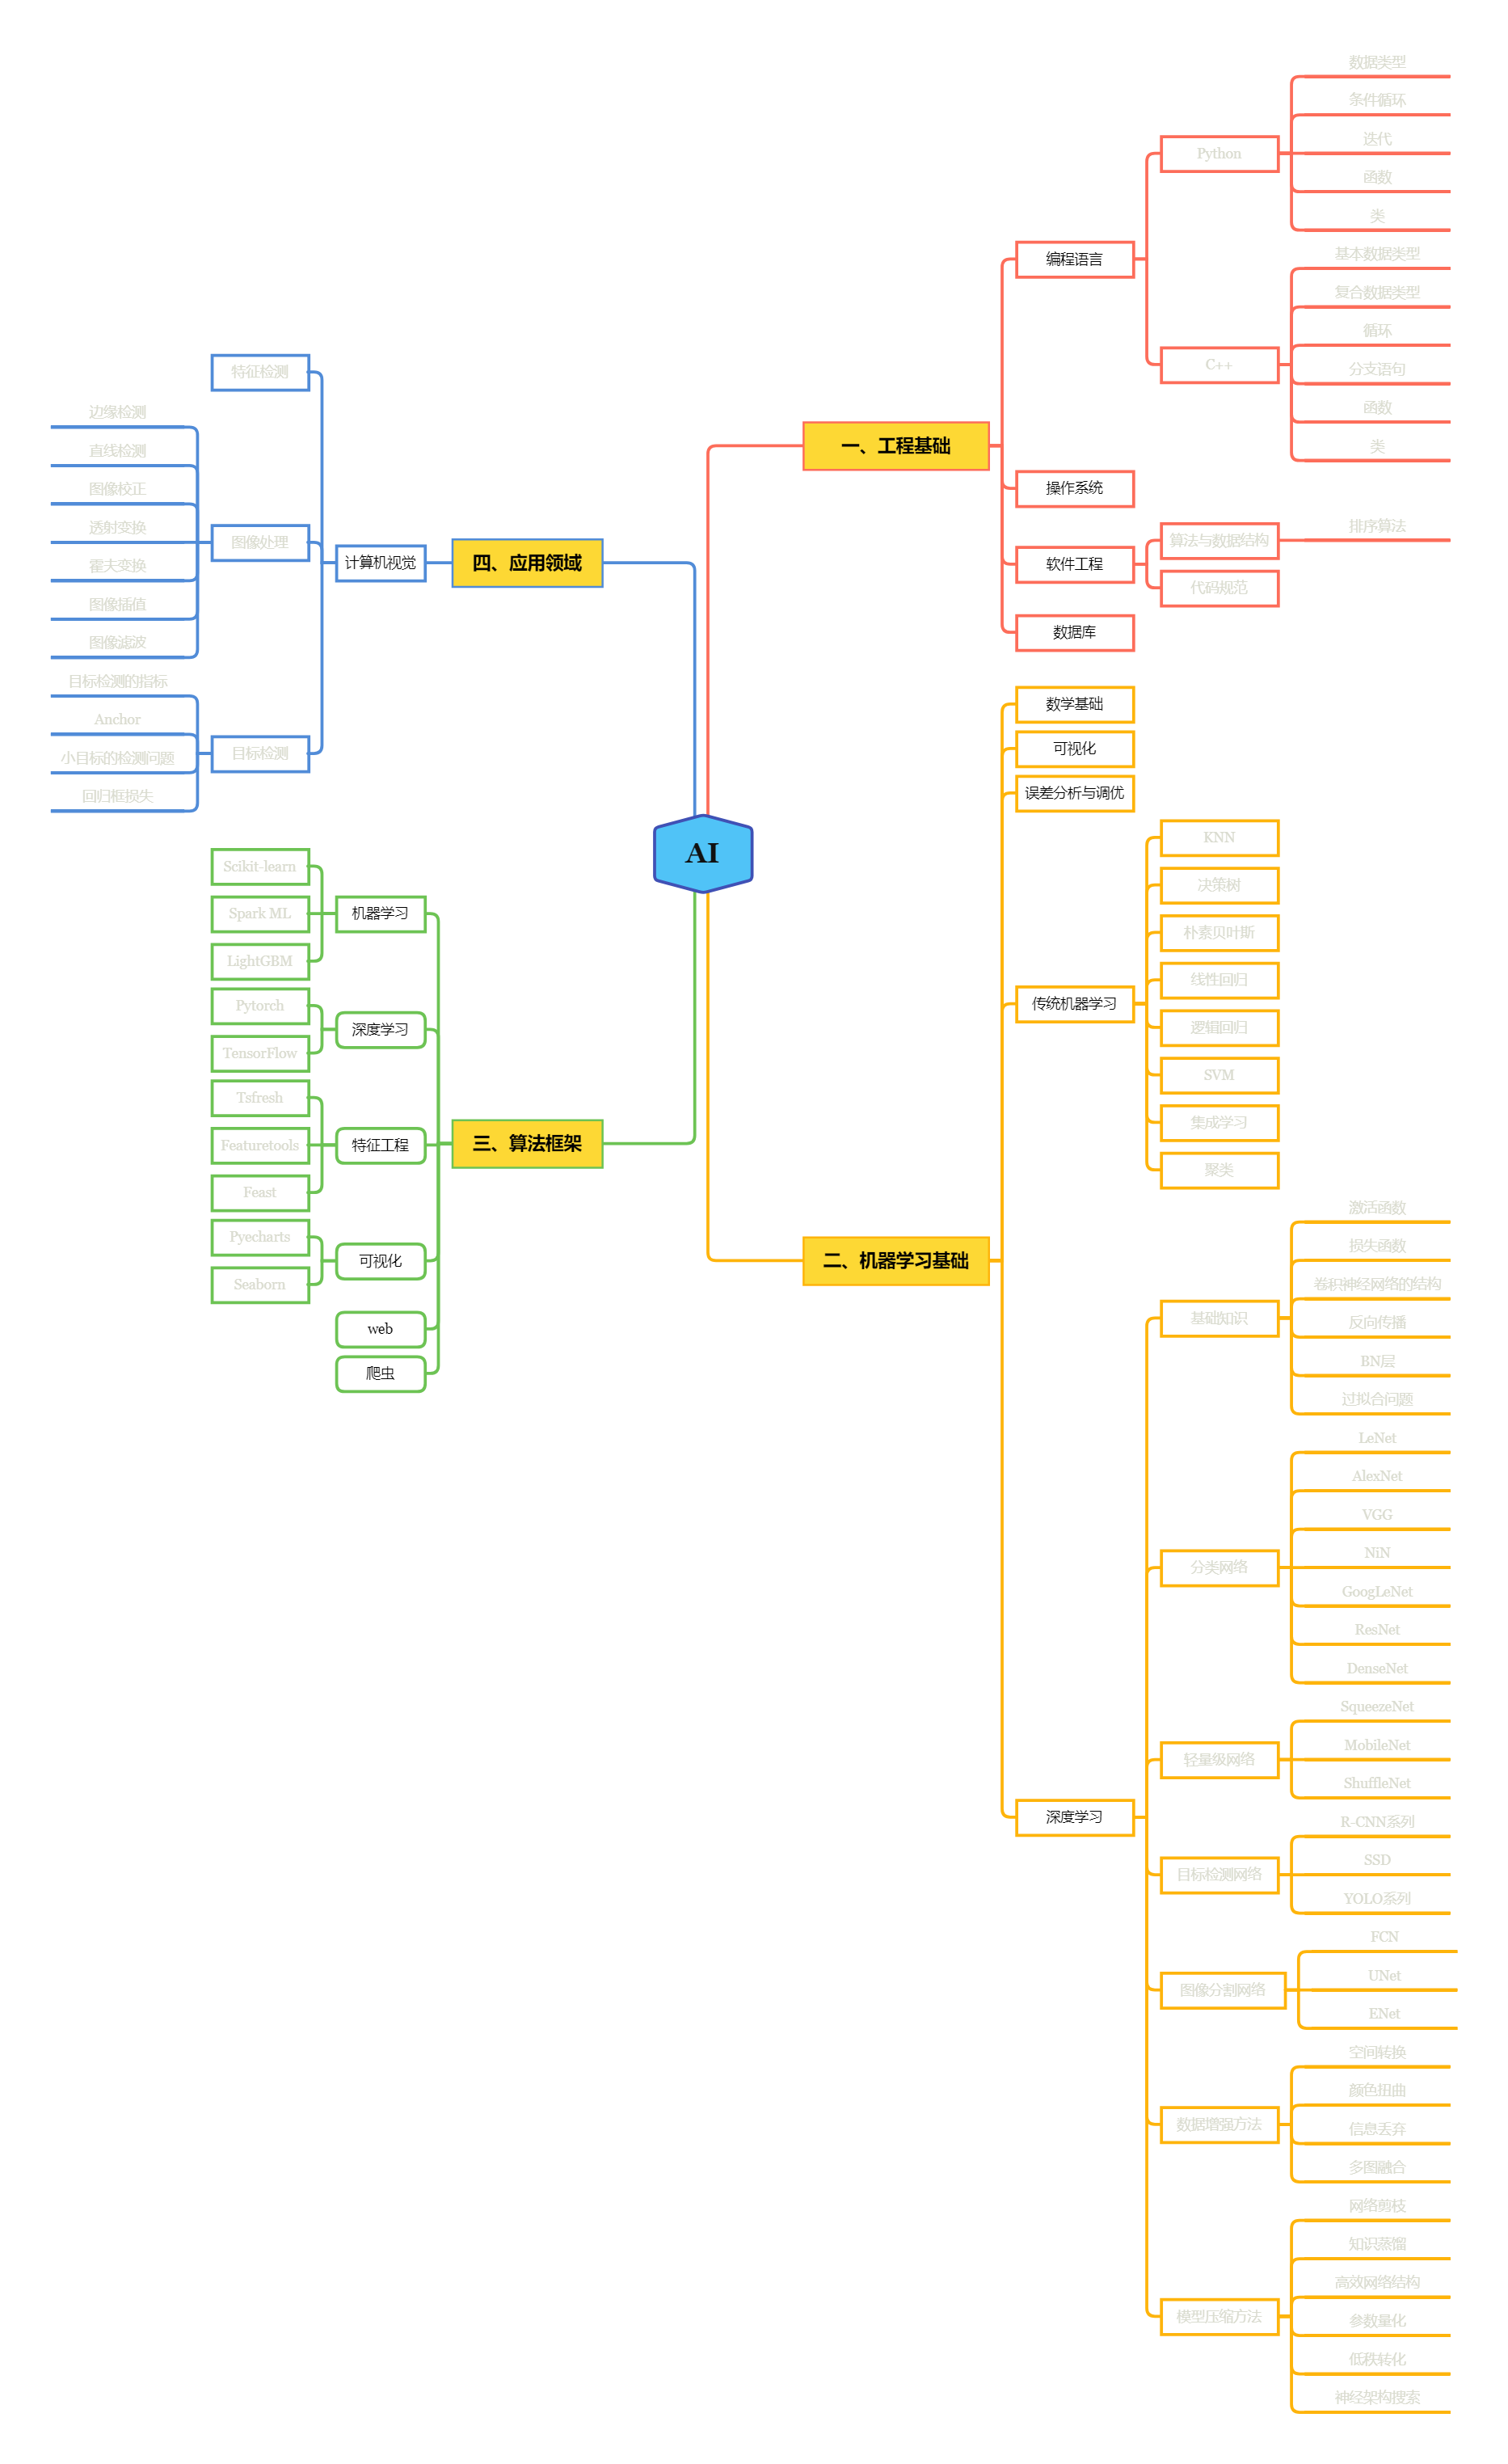 AI
一、工程基础
编程语言
Python
数据类型
条件循环
迭代
函数
类
C++
基本数据类型
复合数据类型
循环
分支语句
函数
类
操作系统
软件工程
算法与数据结构
排序算法
代码规范
数据库
二、机器学习基础
数学基础
可视化
误差分析与调优
传统机器学习
KNN
决策树
朴素贝叶斯
线性回归
逻辑回归
SVM
集成学习
聚类
深度学习
基础知识
激活函数
损失函数
卷积神经网络的结构
反向传播
BN层
过拟合问题
分类网络
LeNet
AlexNet
VGG
NiN
GoogLeNet
ResNet
DenseNet
轻量级网络
SqueezeNet
MobileNet
ShuffleNet
目标检测网络
R-CNN系列
SSD
YOLO系列
图像分割网络
FCN
UNet
ENet
数据增强方法
空间转换
颜色扭曲
信息丢弃
多图融合
模型压缩方法
网络剪枝
知识蒸馏
高效网络结构
参数量化
低秩转化
神经架构搜索
三、算法框架
机器学习
Scikit-learn
Spark ML
LightGBM
深度学习
Pytorch
TensorFlow
特征工程
Tsfresh
Featuretools
Feast
可视化
Pyecharts
Seaborn
web
爬虫
四、应用领域
计算机视觉
特征检测
图像处理
边缘检测
直线检测
图像校正
透射变换
霍夫变换
图像插值
图像滤波
目标检测
目标检测的指标
Anchor
小目标的检测问题
回归框损失